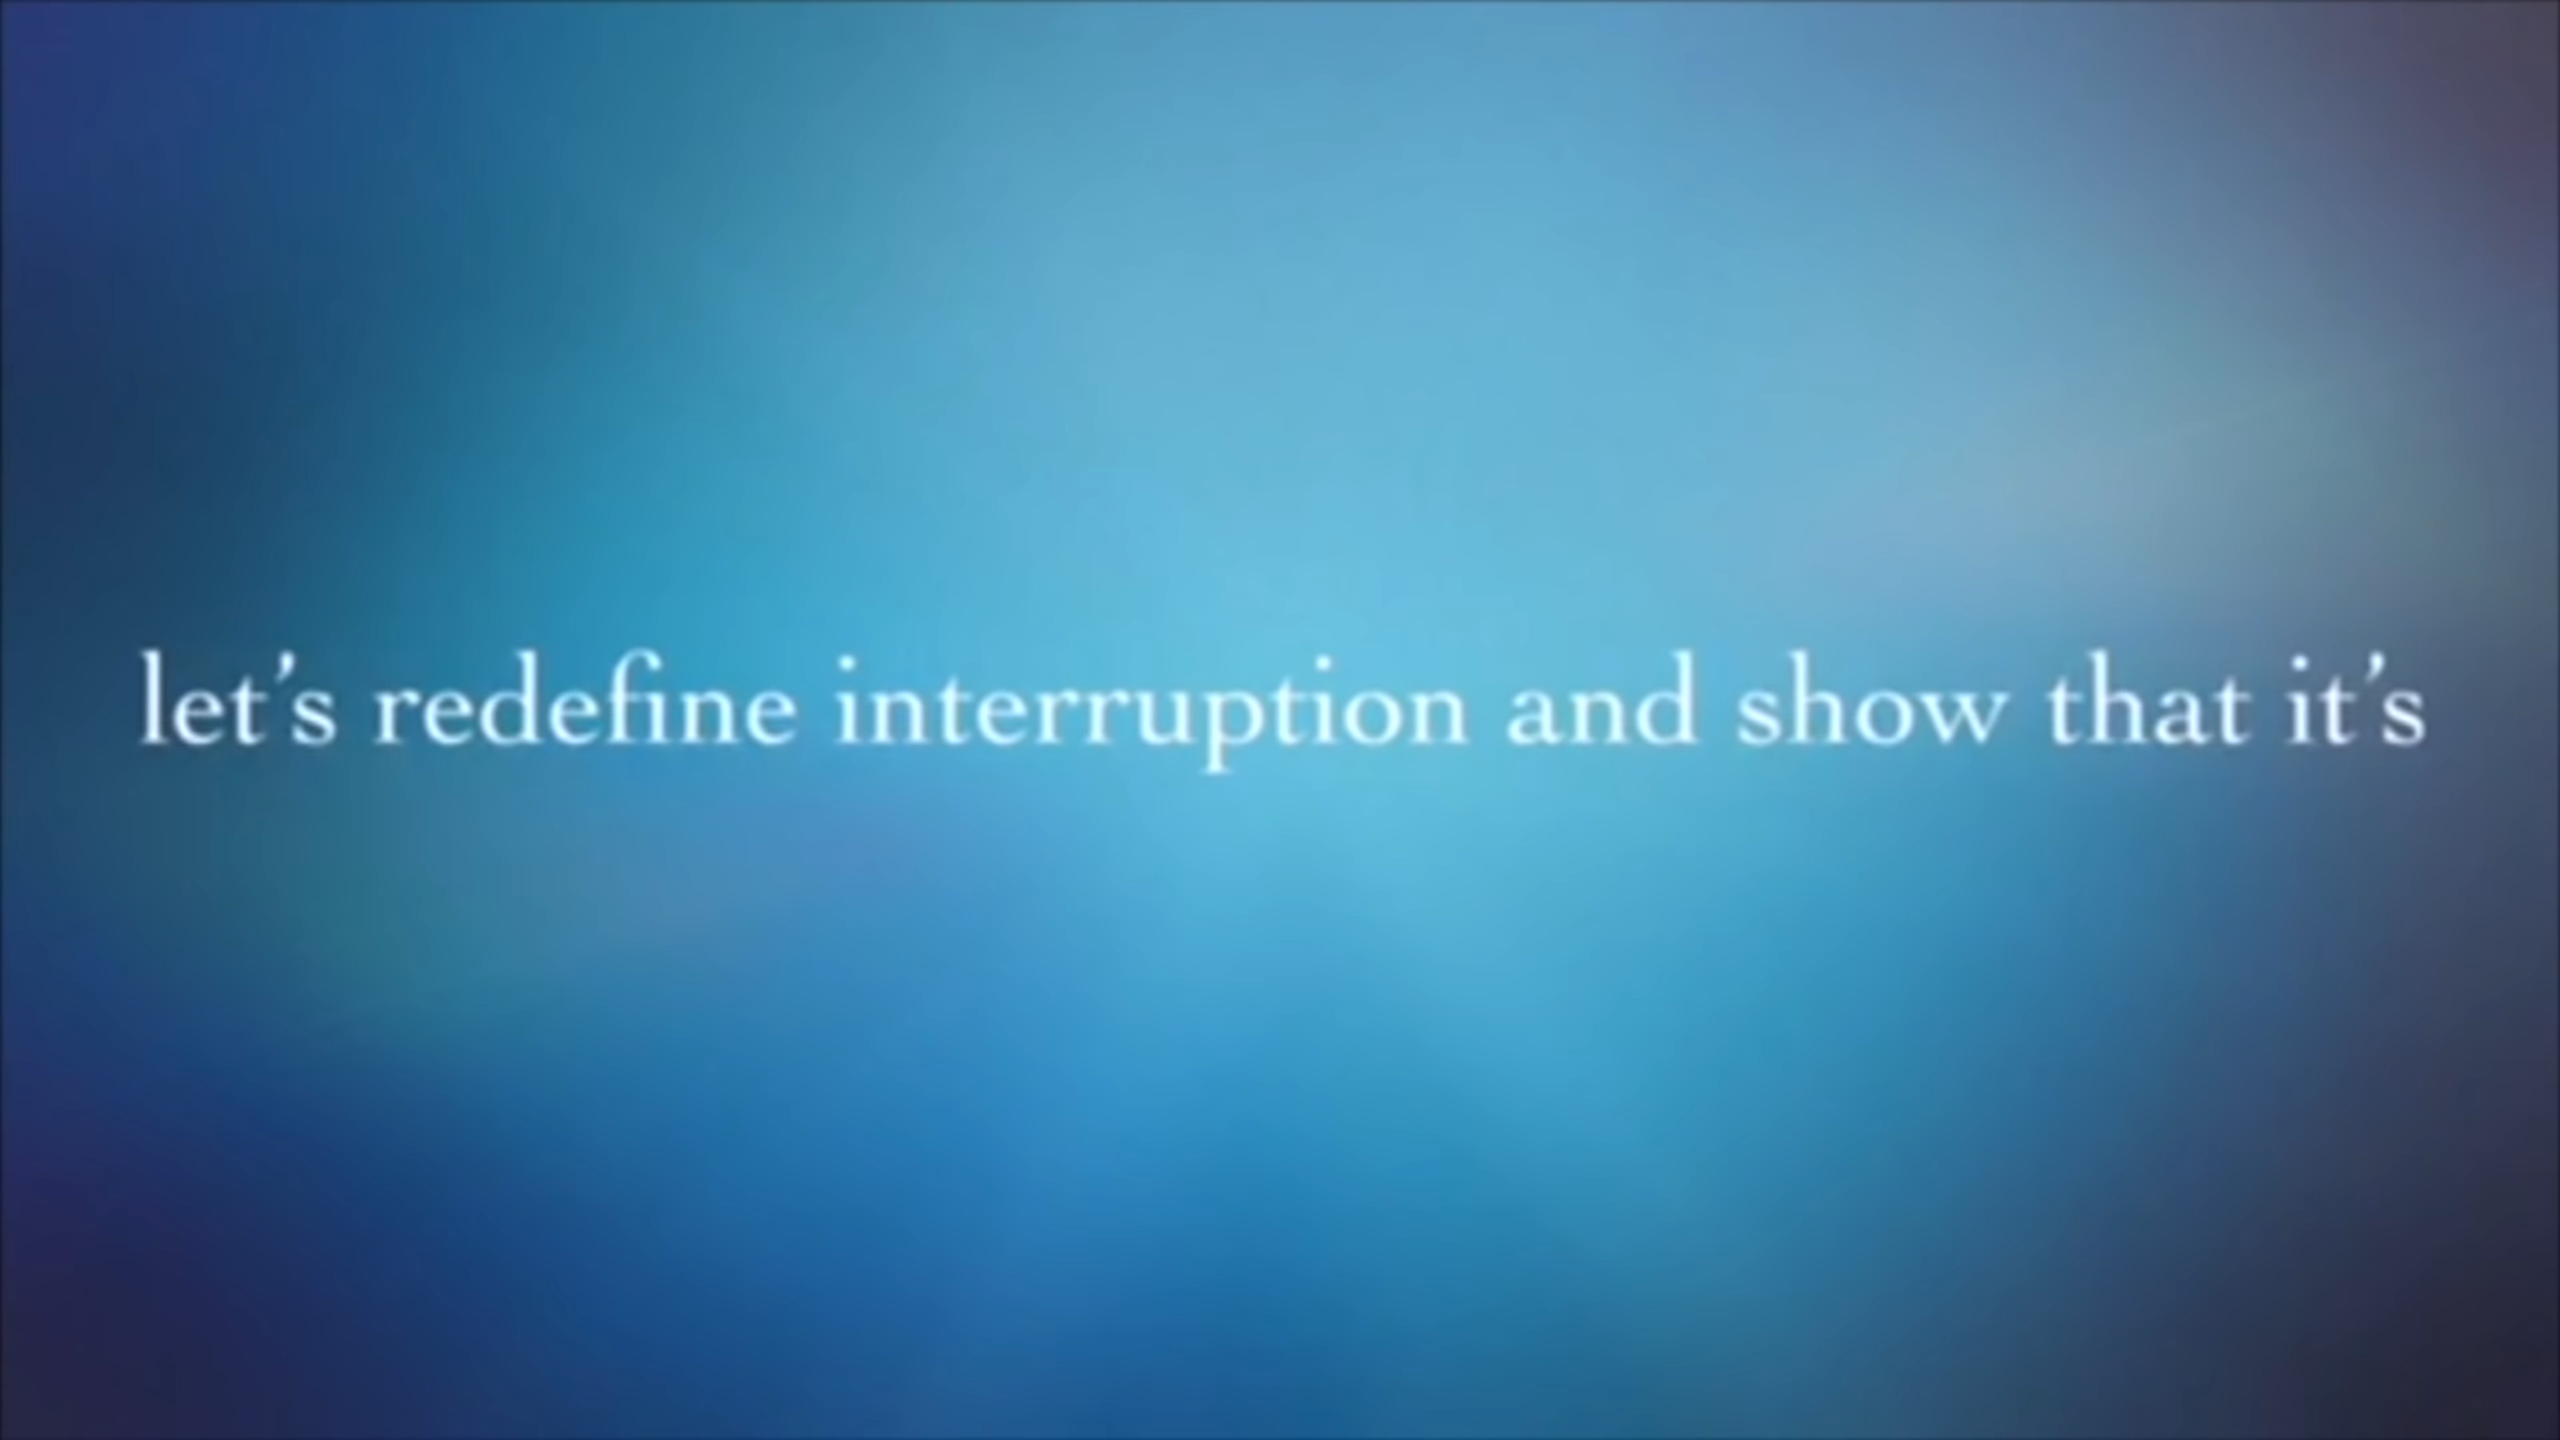 let’s redefine interruption and show that it’s